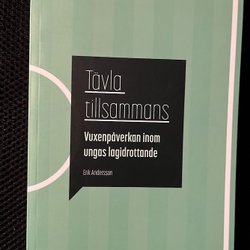 Tävla
tillsammans
Vuxenpåverkan inom
ungas lagidrottande
Erik Andersson